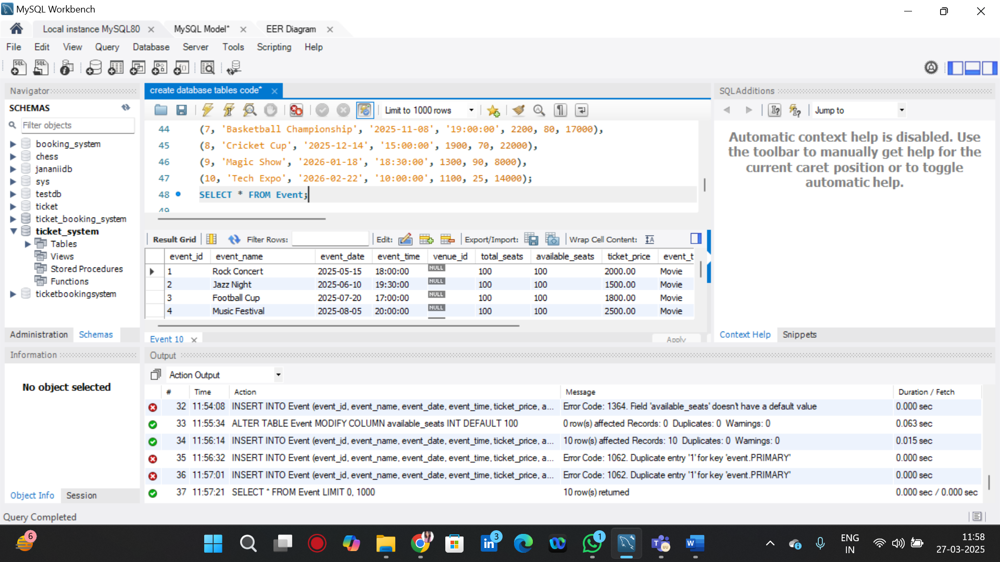 MySQL Workbench
Local instance MySQL80
MySQL Model*
EER Diagram
File Edit View Query Database Server Tools Scripting Help
Navigator
SCHEMAS
Filter objects
booking_system
chess
jananiidb
sys
testdb
ticket
ticket_booking_system
ticket_system
Tables
Views
Stored Procedures
Functions
ticketbookingsystem
Administration Schemas
Information
No object selected
Object Info Session
create database tables code*
Limit to 1000 rows
44 (7, 'Basketball Championship', '2025-11-08', '19:00:00', 2200, 80, 17000),
45 (8, 'Cricket Cup', '2025-12-14', '15:00:00', 1900, 70, 22000),
46 (9, 'Magic Show', '2026-01-18', '18:30:00', 1300, 90, 8000),
47 (10, 'Tech Expo', '2026-02-22', '10:00:00', 1100, 25, 14000);
48 SELECT * FROM Event;
49
Result Grid Filter Rows: Edit: Export/Import: Wrap Cell Content:
event_id event_name event_date event_time venue_id total_seats available_seats ticket_price event_t
1 Rock Concert 2025-05-15 18:00:00 NULL 100 100 2000.00 Movie
2 Jazz Night 2025-06-10 19:30:00 NULL 100 100 1500.00 Movie
3 Football Cup 2025-07-20 17:00:00 NULL 100 100 1800.00 Movie
4 Music Festival 2025-08-05 20:00:00 NULL 100 100 2500.00 Movie
Event 10
Apply
SQLAdditions
Jump to
Automatic context help is disabled. Use
the toolbar to manually get help for the
current caret position or to toggle
automatic help.
Context Help Snippets
Output
Action Output
# Time Action Message Duration / Fetch
32 11:54:08 INSERT INTO Event (event_id, event_name, event_date, event_time, ticket_price, a... Error Code: 1364. Field 'available_seats' doesn't have a default value 0.000 sec
33 11:55:34 ALTER TABLE Event MODIFY COLUMN available_seats INT DEFAULT 100 0 row(s) affected Records: 0 Duplicates: 0 Warnings: 0 0.063 sec
34 11:56:14 INSERT INTO Event (event_id, event_name, event_date, event_time, ticket_price, a... 10 row(s) affected Records: 10 Duplicates: 0 Warnings: 0 0.015 sec
35 11:56:32 INSERT INTO Event (event_id, event_name, event_date, event_time, ticket_price, a... Error Code: 1062. Duplicate entry '1' for key 'event.PRIMARY' 0.000 sec
36 11:57:01 INSERT INTO Event (event_id, event_name, event_date, event_time, ticket_price, a... Error Code: 1062. Duplicate entry '1' for key 'event.PRIMARY' 0.000 sec
37 11:57:21 SELECT * FROM Event LIMIT 0, 1000 10 row(s) returned 0.000 sec / 0.000 sec
Query Completed
6
3
1
ENG
IN
11:58
27-03-2025